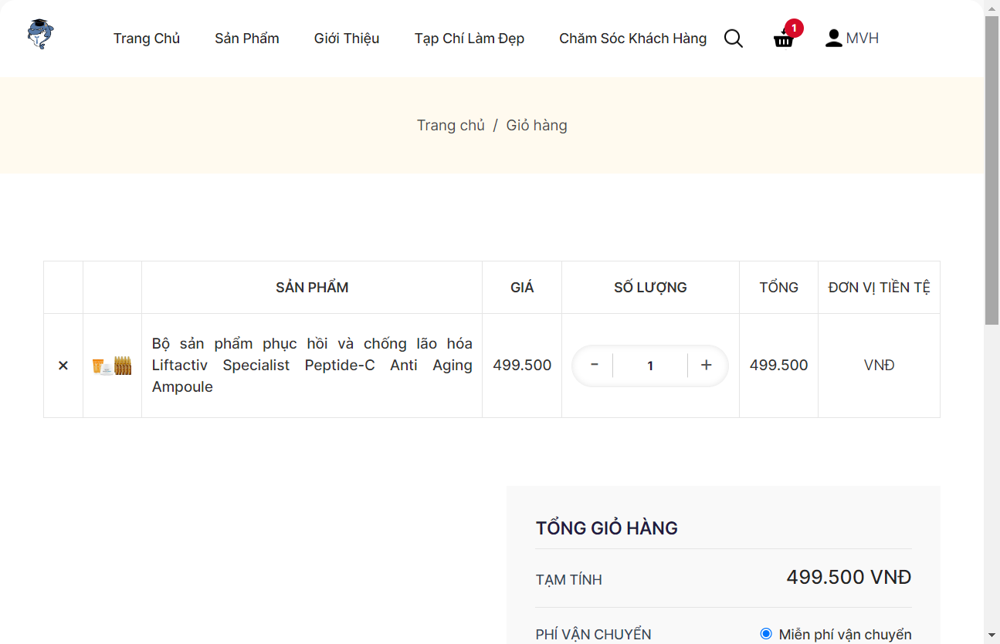 Trang Chủ Sản Phẩm Giới Thiệu Tạp Chí Làm Đẹp Chăm Sóc Khách Hàng 1 MVH
Trang chủ / Giỏ hàng
SẢN PHẨM GIÁ SỐ LƯỢNG TỔNG ĐƠN VỊ TIỀN TỆ
Bộ sản phẩm phục hồi và chống lão hóa
× Liftactiv Specialist Peptide-C Anti Aging 499.500 - 1 + 499.500 VNĐ
Ampoule
TỔNG GIỎ HÀNG
TẠM TÍNH 499.500 VNĐ
PHÍ VẬN CHUYỂN Miễn phí vận chuyển